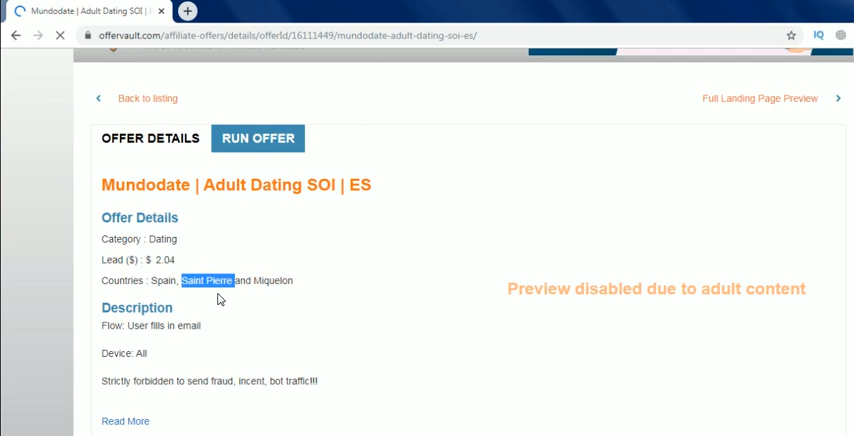 Mundodate | Adult Dating SOI |
offervault.com/affiliate-offers/details/offerId/16111449/mundodate-adult-dating-soi-es/
IQ
Back to listing
Full Landing Page Preview
OFFER DETAILS
RUN OFFER
Mundodate | Adult Dating SOI | ES
Offer Details
Category : Dating
Lead ($) : $ 2.04
Countries : Spain, Saint Pierre and Miquelon
Preview disabled due to adult content
Description
Flow: User fills in email
Device: All
Strictly forbidden to send fraud, incent, bot traffic!!!
Read More